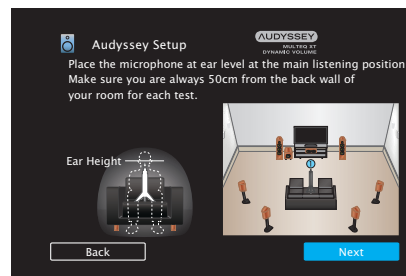 Audyssey Setup
AUDYSSEY
MULTEQ XT
DYNAMIC VOLUME
Place the microphone at ear level at the main listening position
Make sure you are always 50cm from the back wall of
your room for each test.
Ear Height
1
Back
Next